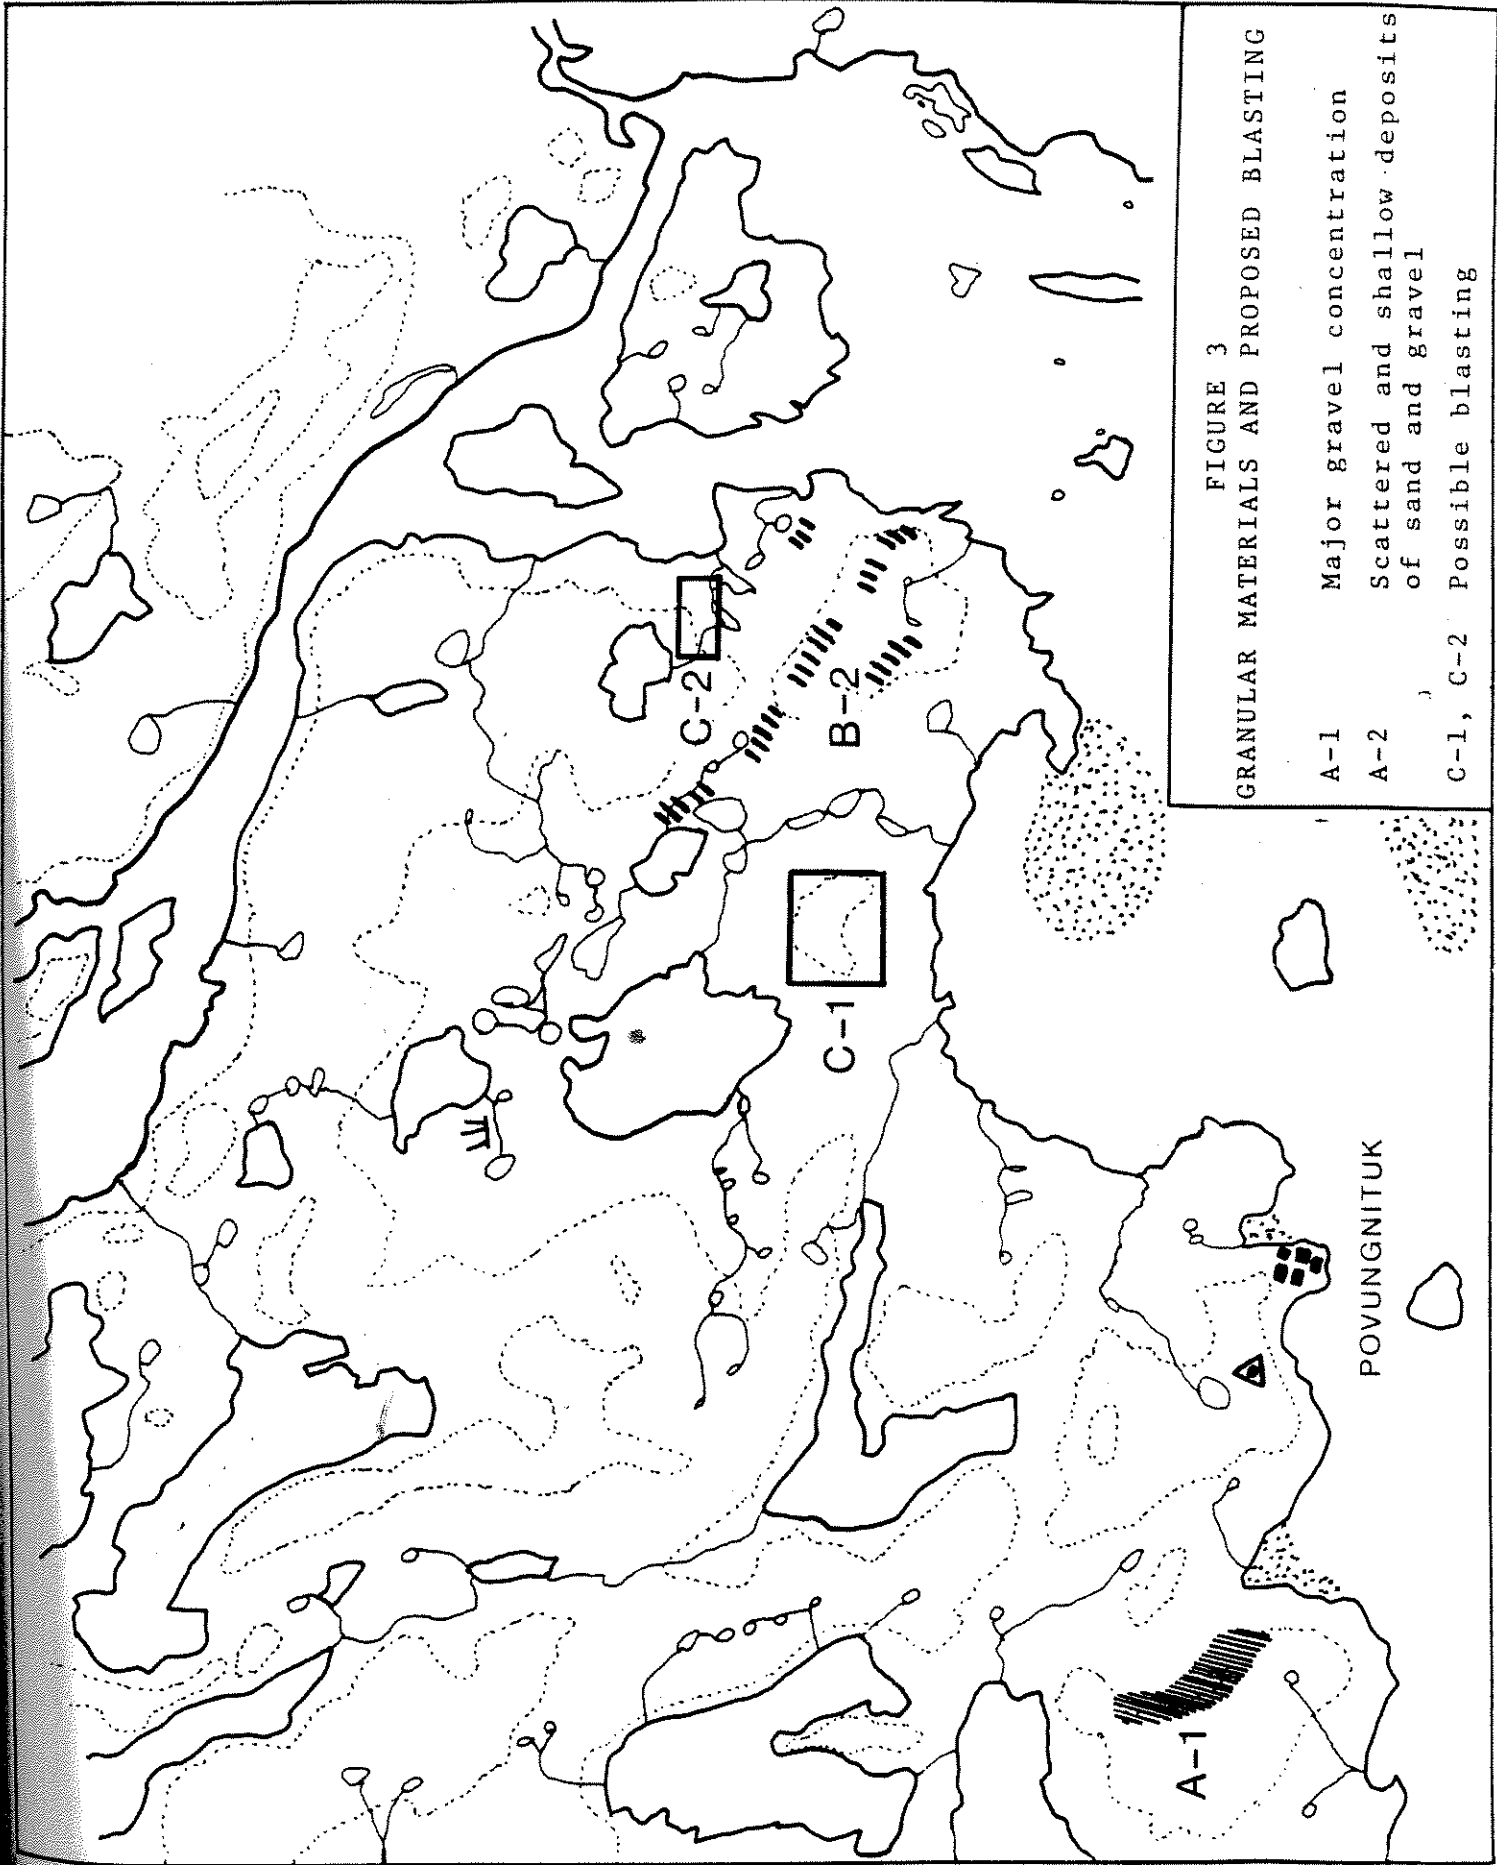 C-2
B-2
C-1
A-1
POVUNGNITUK
FIGURE 3
GRANULAR MATERIALS AND PROPOSED BLASTING
A-1 Major gravel concentration
A-2 Scattered and shallow deposits
of sand and gravel
C-1, C-2 Possible blasting